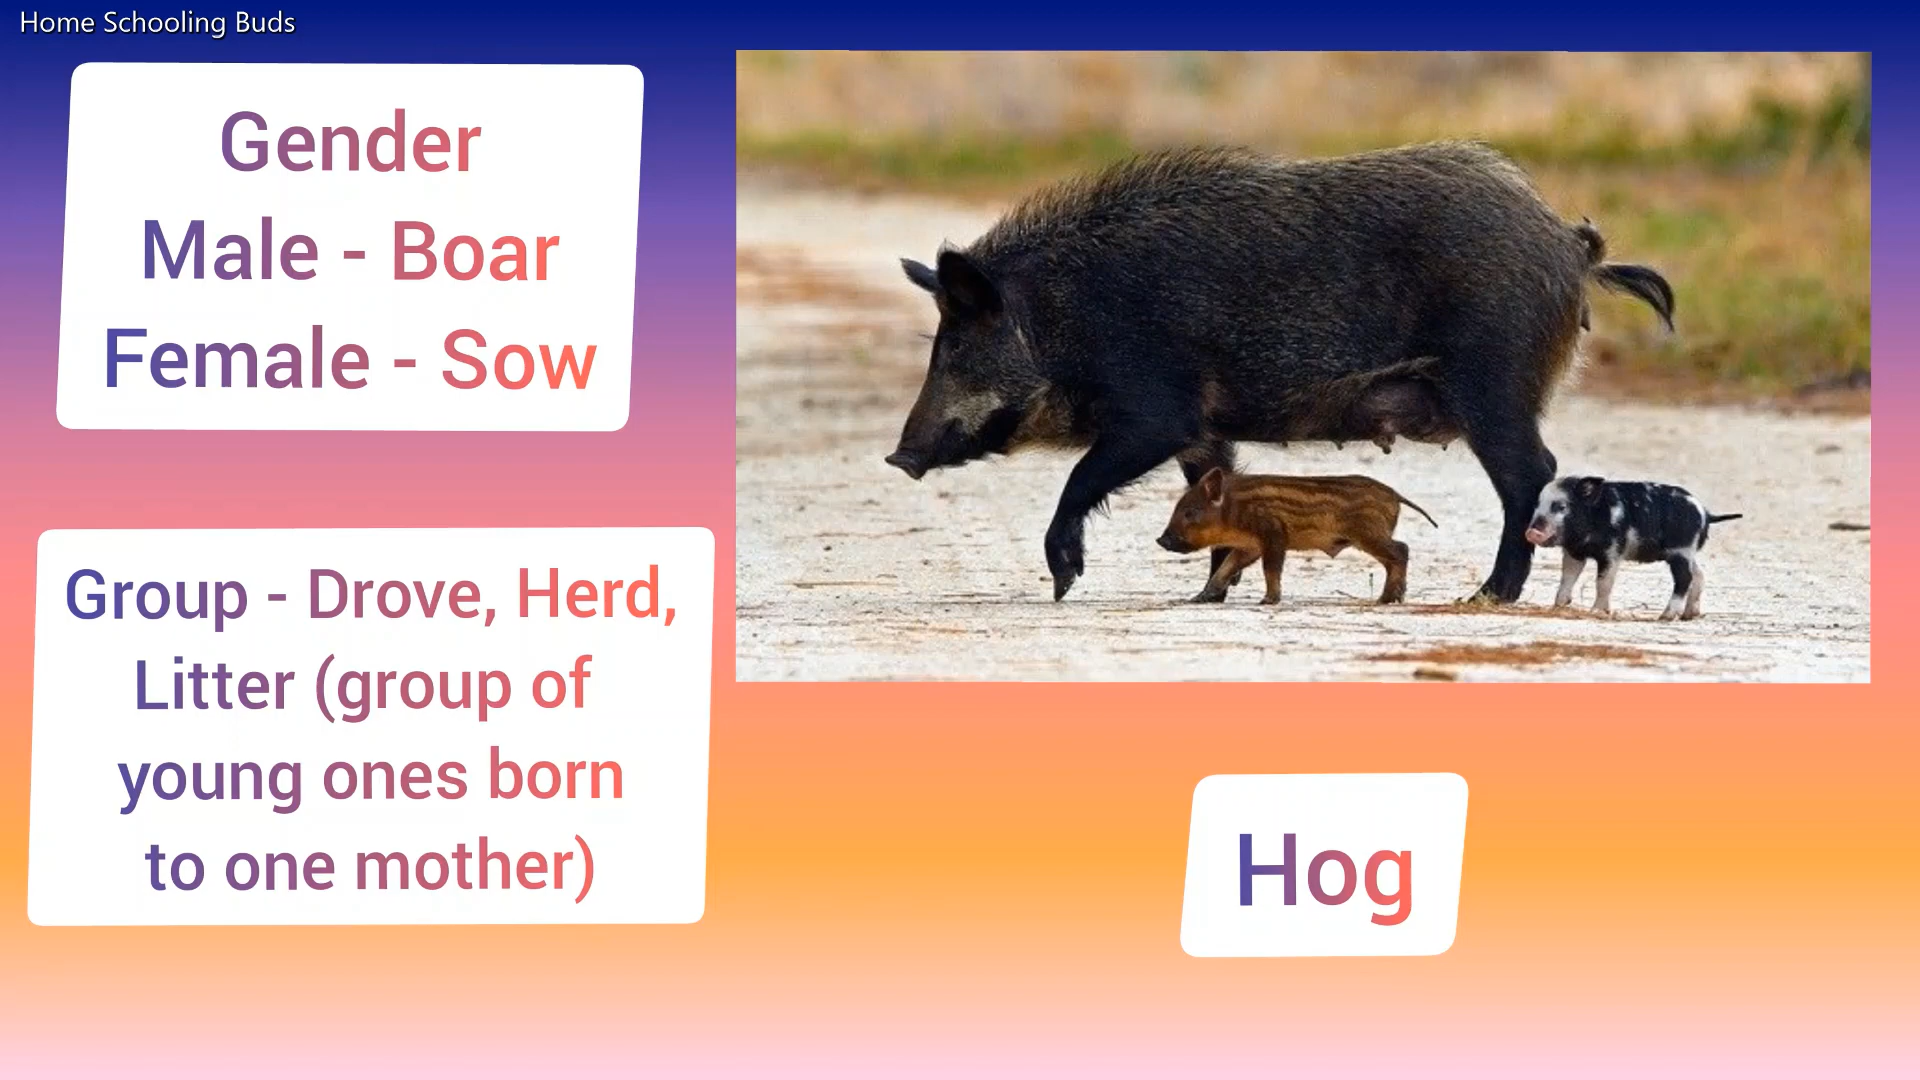 Home Schooling Buds
Gender
Male - Boar
Female - Sow
Group - Drove, Herd,
Litter (group of
young ones born
to one mother)
Hog